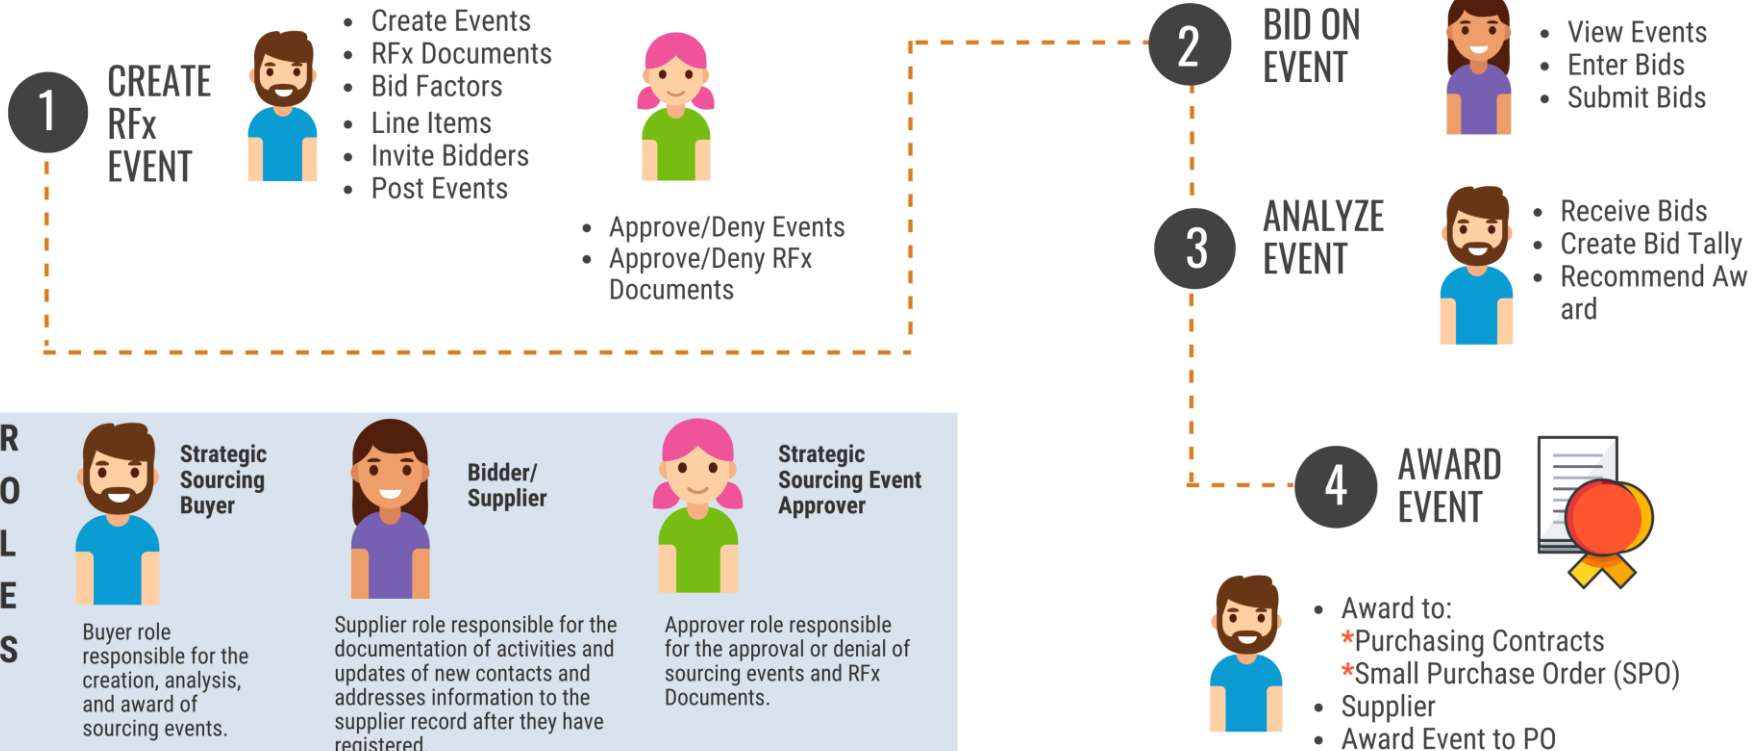 1
CREATE
RFx
EVENT
• Create Events
• RFx Documents
• Bid Factors
• Line Items
• Invite Bidders
• Post Events
• Approve/Deny Events
• Approve/Deny RFx
Documents
2
BID ON
EVENT
• View Events
• Enter Bids
• Submit Bids
3
ANALYZE
EVENT
• Receive Bids
• Create Bid Tally
• Recommend Aw
ard
4
AWARD
EVENT
• Award to:
*Purchasing Contracts
*Small Purchase Order (SPO)
• Supplier
• Award Event to PO
R
O
L
E
S
Strategic
Sourcing
Buyer
Buyer role
responsible for the
creation, analysis,
and award of
sourcing events.
Bidder/
Supplier
Supplier role responsible for the
documentation of activities and
updates of new contacts and
addresses information to the
supplier record after they have
registered.
Strategic
Sourcing Event
Approver
Approver role responsible
for the approval or denial of
sourcing events and RFx
Documents.